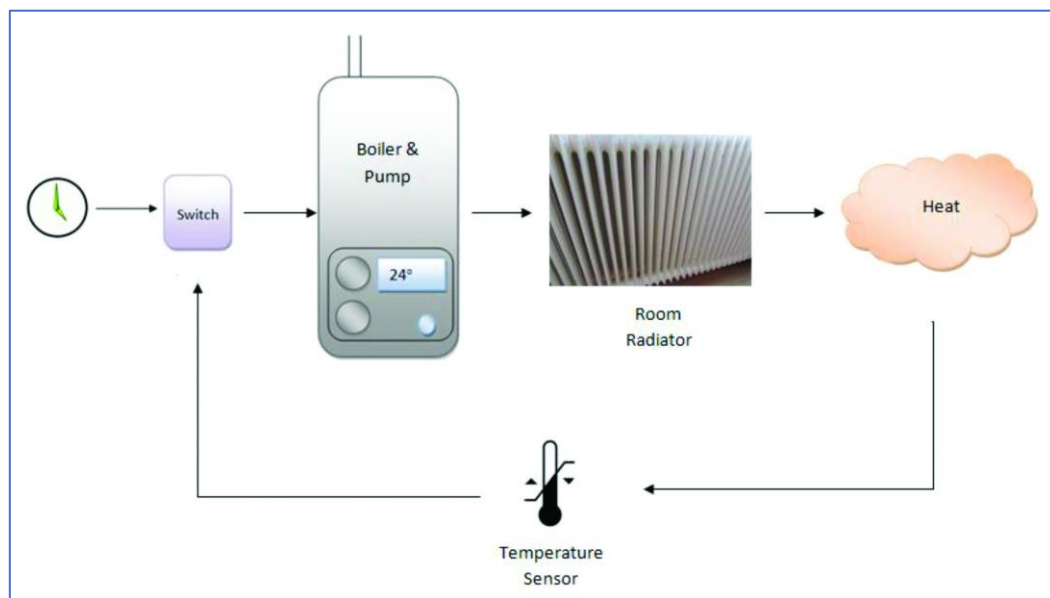 Boiler &
Pump
Switch
24°
Heat
Room
Radiator
Temperature
Sensor